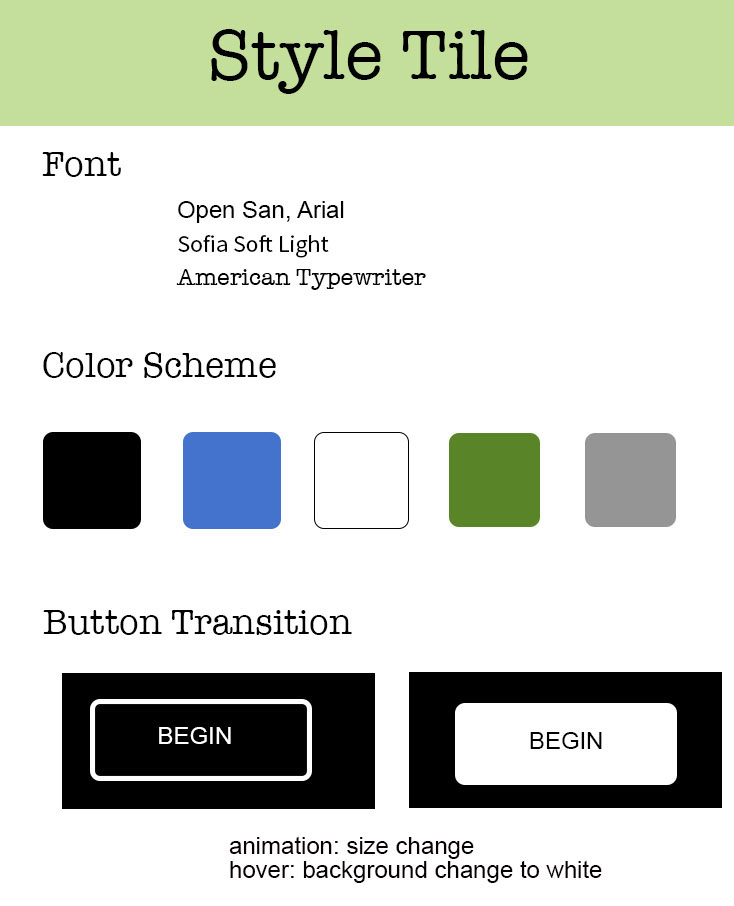 Style Tile
Font
Open San, Arial
Sofia Soft Light
American Typewriter
Color Scheme
Button Transition
BEGIN
BEGIN
animation: size change
hover: background change to white